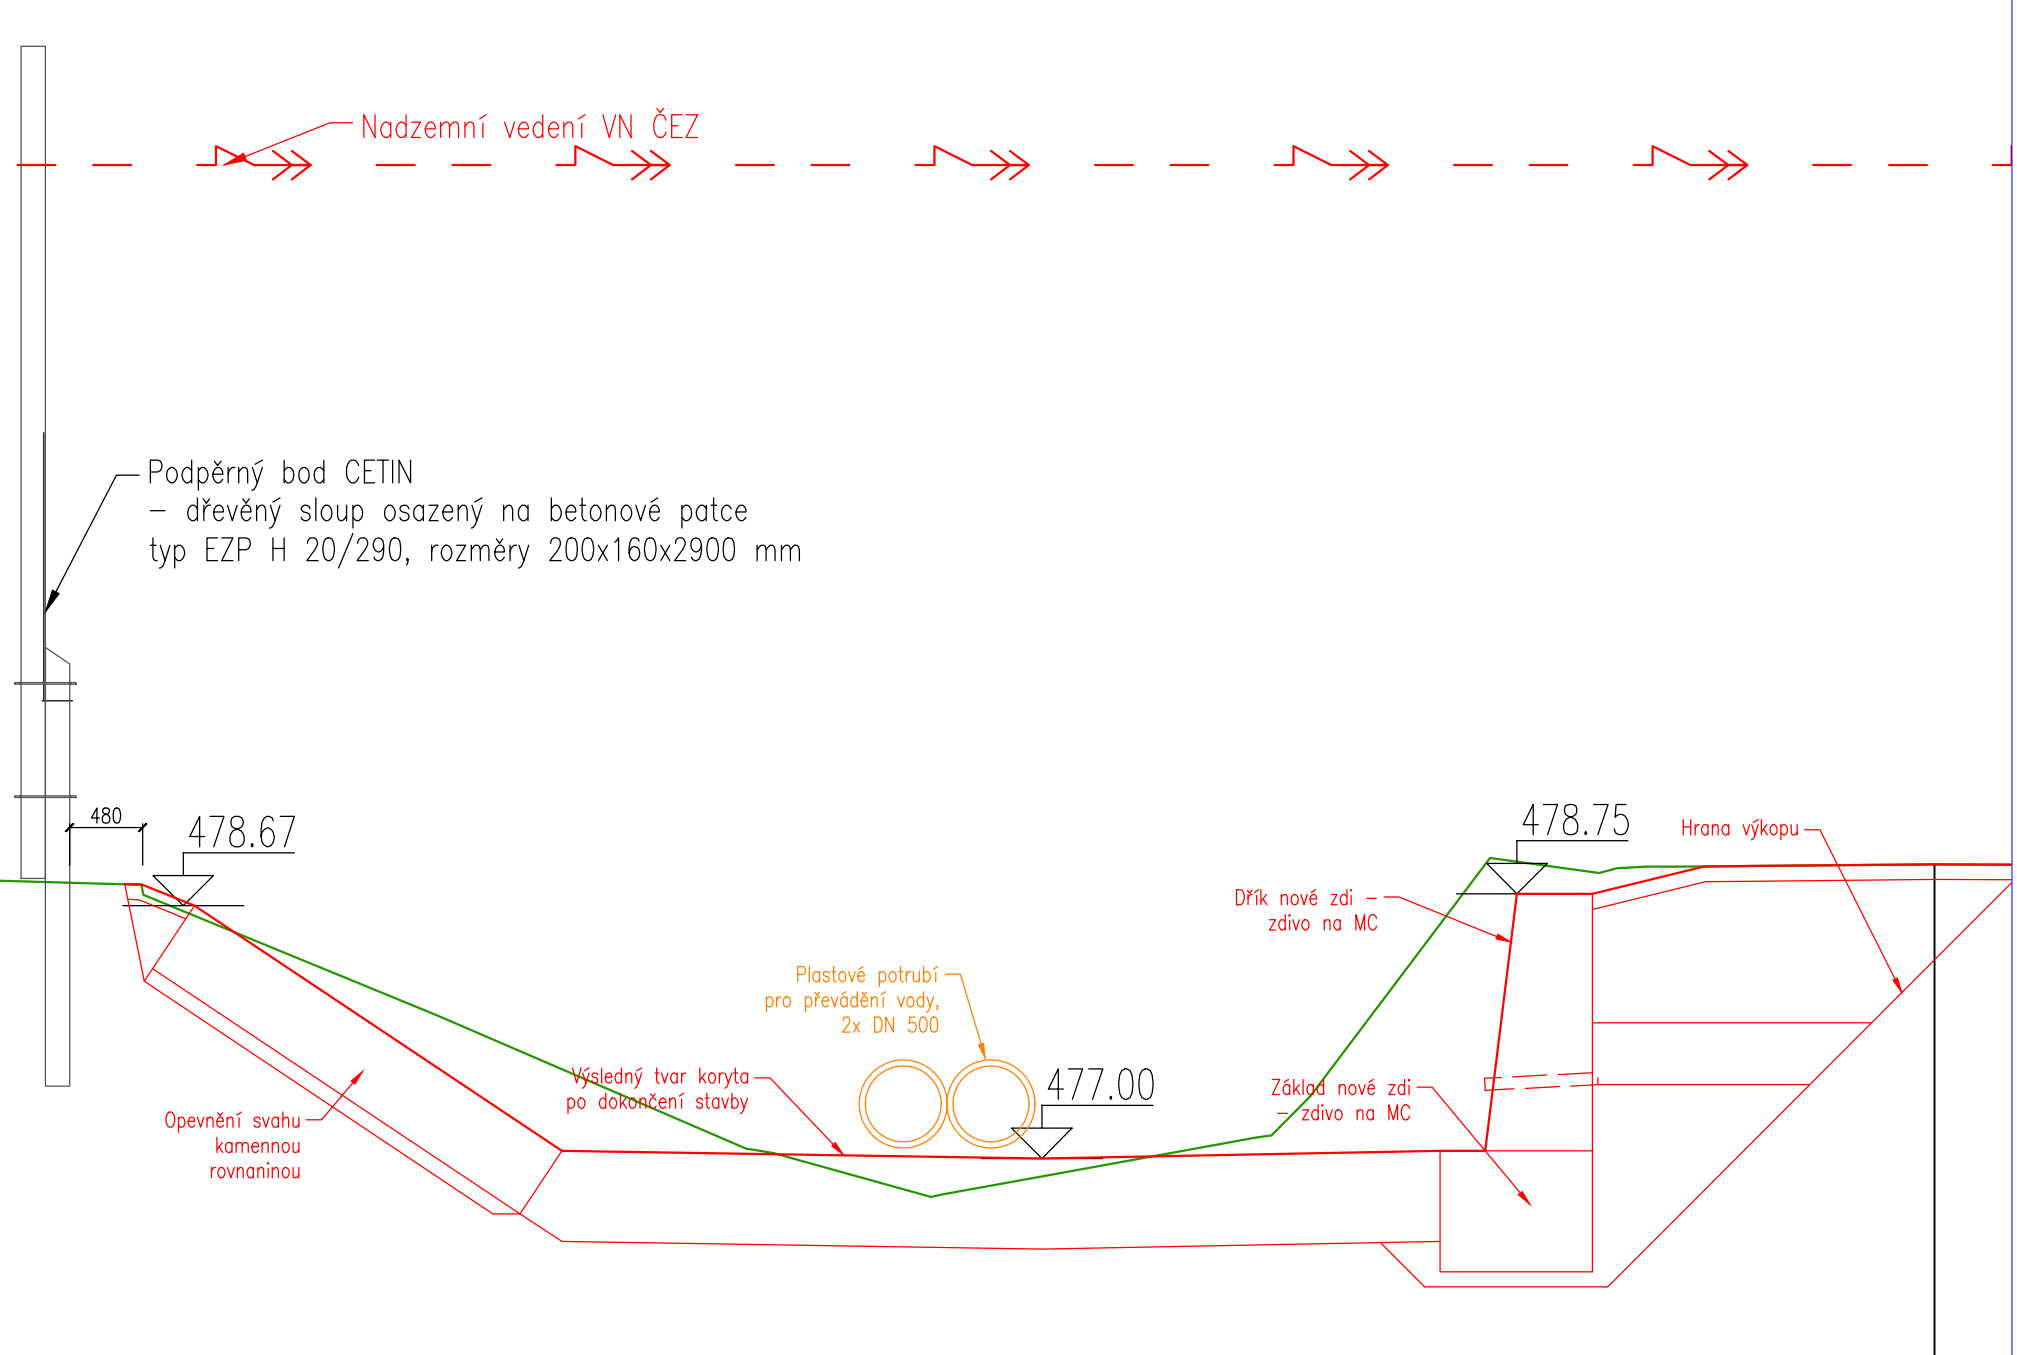 Nadzemní vedení VN ČEZ
Podpěrný bod CETIN
– dřevěný sloup osazený na betonové patce
typ EZP H 20/290, rozměry 200x160x2900 mm
480
478.67
478.75
Hrana výkopu
Dřík nové zdi –
zdivo na MC
Plastové potrubí
pro převádění vody,
2x DN 500
477.00
Výsledný tvar koryta
po dokončení stavby
Základ nové zdi
– zdivo na MC
Opevnění svahu
kamennou
rovnaninou